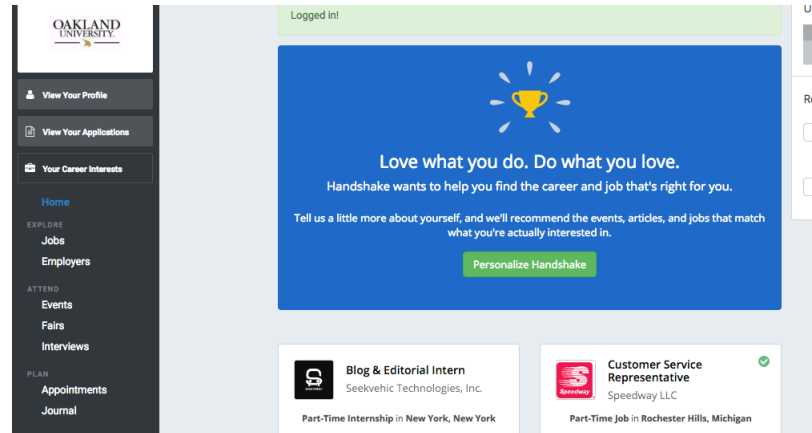 OAKLAND
UNIVERSITY
View Your Profile
View Your Applications
Your Career Interests
Home
EXPLORE
Jobs
Employers
ATTEND
Events
Fairs
Interviews
PLAN
Appointments
Journal
Logged in!
Love what you do. Do what you love.
Handshake wants to help you find the career and job that's right for you.
Tell us a little more about yourself, and we'll recommend the events, articles, and jobs that match
what you're actually interested in.
Personalize Handshake
Blog & Editorial Intern
Seekvehic Technologies, Inc.
Part-Time Internship in New York, New York
Speedway
Customer Service
Representative
Speedway LLC
Part-Time Job in Rochester Hills, Michigan